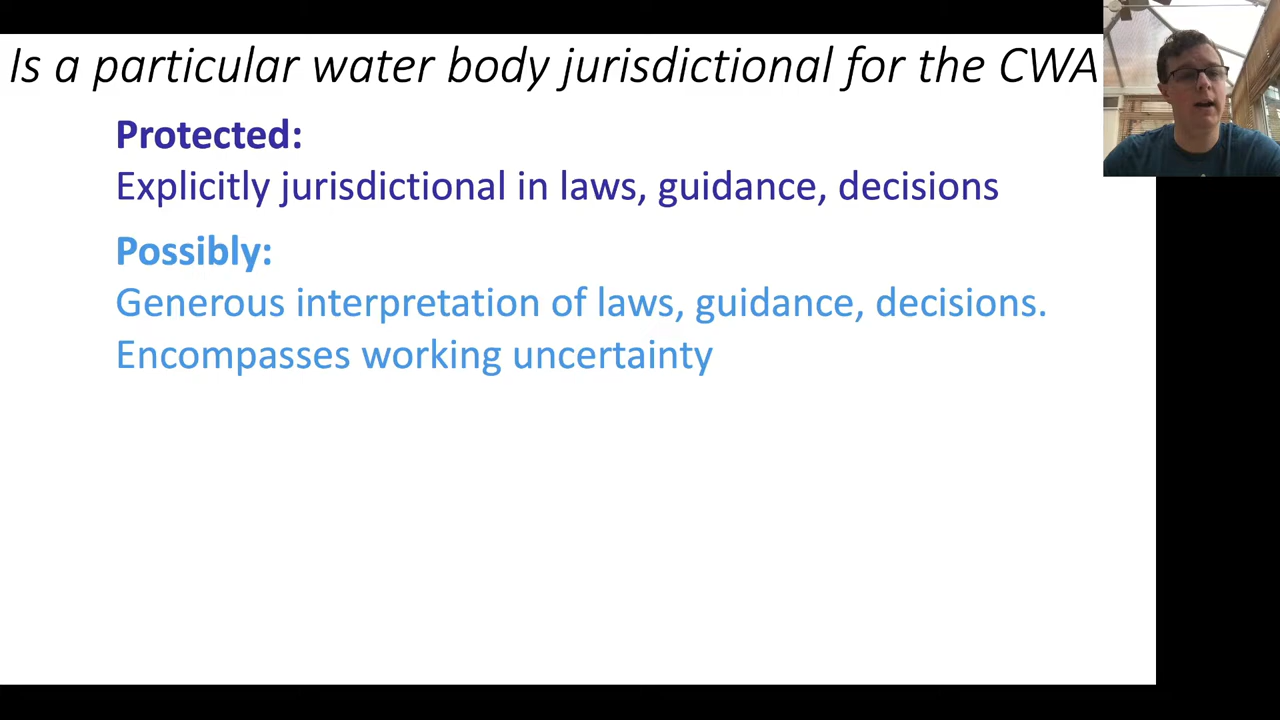 Is a particular water body jurisdictional for the CWA
Protected:
Explicitly jurisdictional in laws, guidance, decisions
Possibly:
Generous interpretation of laws, guidance, decisions.
Encompasses working uncertainty